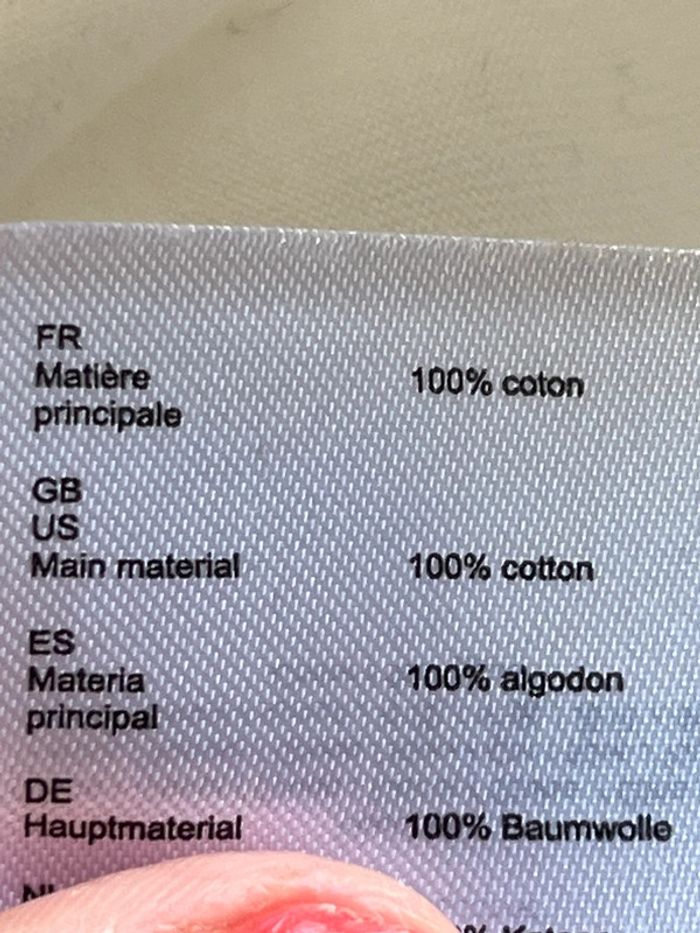 FR
Matière 100% coton
principale
GB
US
Main material 100% cotton
ES
Materia 100% algodon
principal
DE
Hauptmaterial 100% Baumwolle